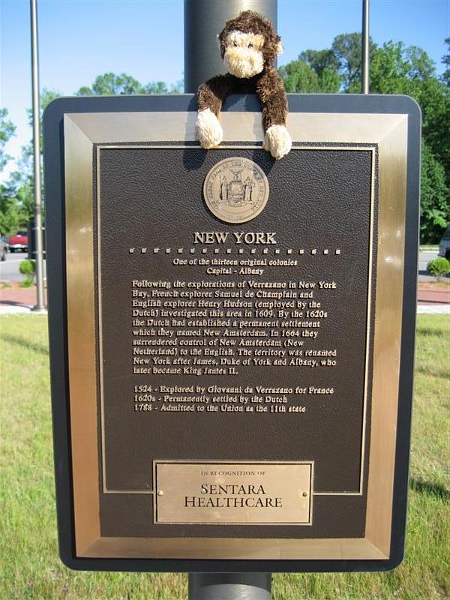 NEW YORK
One of the thirteen original colonies
Capital - Albany
Following the explorations of Verrazano in New York
Bay, French explorer Samuel de Champlain and
English explorer Henry Hudson (employed by the
Dutch) investigated this area in 1609. By the 1620s
the Dutch had established a permanent settlement
which they named New Amsterdam. In 1664 they
surrendered control of New Amsterdam (New
Netherland) to the English. The territory was renamed
New York after James, Duke of York and Albany, who
later became King James II.
1524 - Explored by Giovanni da Verrazano for France
1620s - Permanently settled by the Dutch
1788 - Admitted to the Union as the 11th state
IN RECOGNITION OF
SENTARA
HEALTHCARE